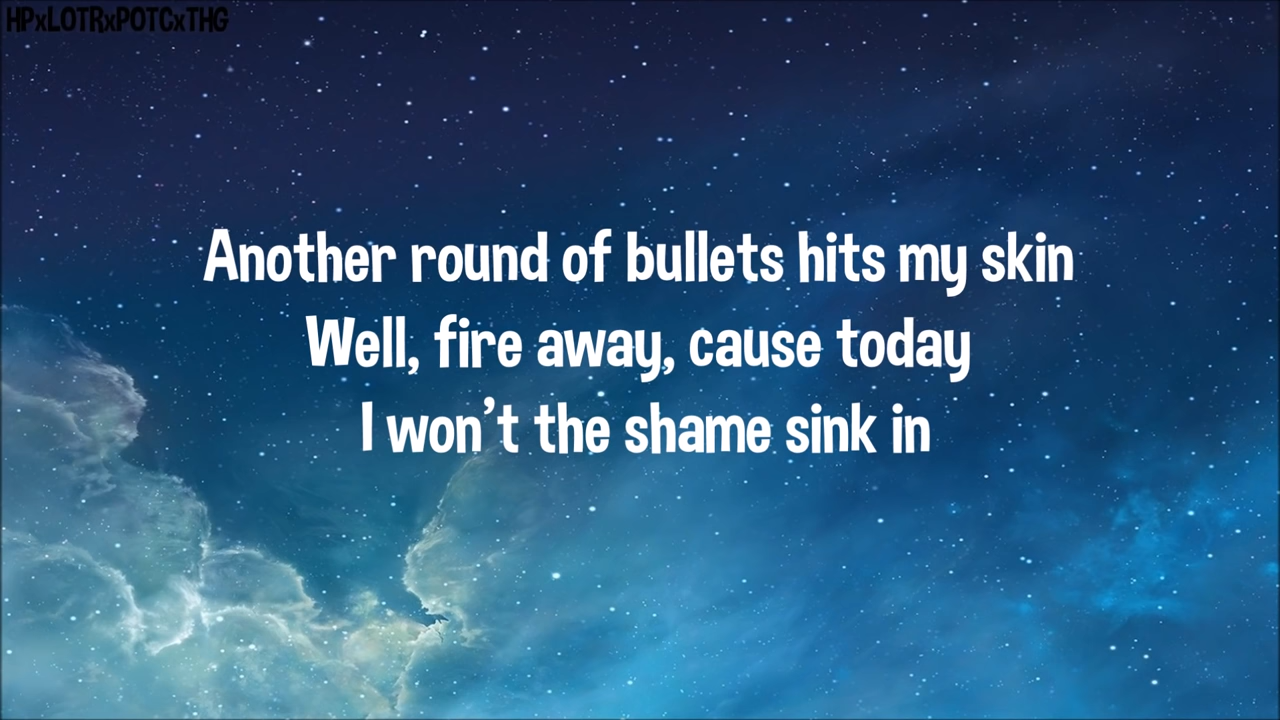 HPxLOTRxPOTCxTHG
Another round of bullets hits my skin
Well, fire away, cause today
I won't the shame sink in